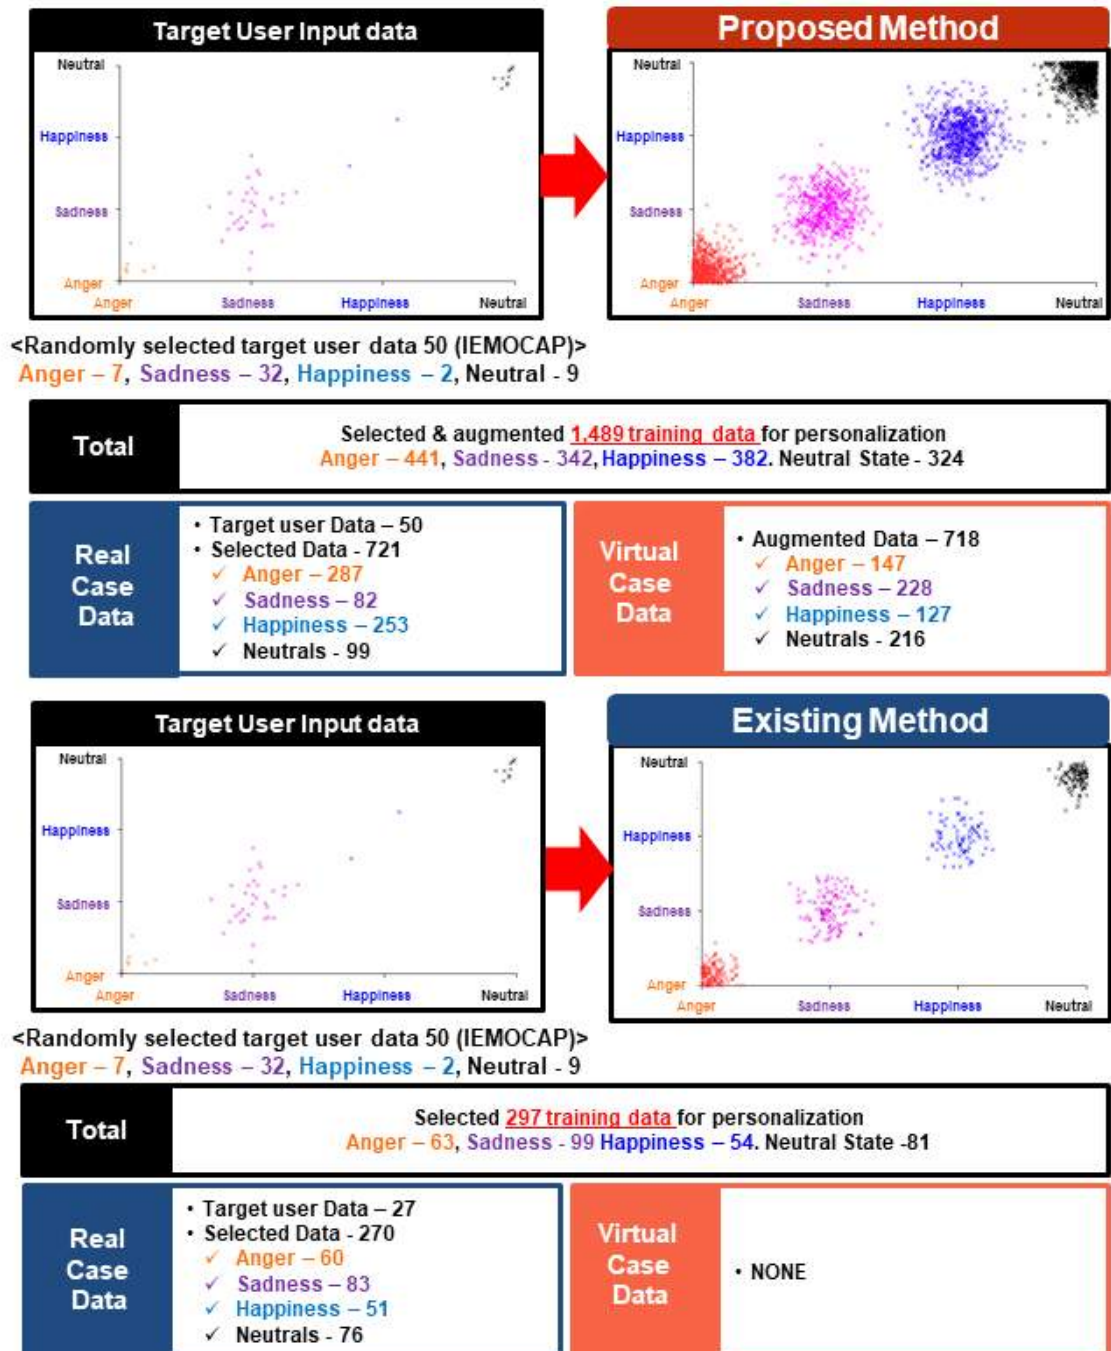 Target User Input data
Proposed Method
Neutral
Happiness
Sadness
Anger
Anger Sadness Happiness Neutral
Neutral
Happiness
Sadness
Anger
Anger Sadness Happiness Neutral
<Randomly selected target user data 50 (IEMOCAP)>
Anger – 7, Sadness – 32, Happiness – 2, Neutral - 9
Total
Selected & augmented 1,489 training data for personalization
Anger – 441, Sadness - 342, Happiness – 382. Neutral State - 324
Real
Case
Data
• Target user Data – 50
• Selected Data - 721
✓ Anger – 287
✓ Sadness – 82
✓ Happiness – 253
✓ Neutrals - 99
Virtual
Case
Data
• Augmented Data – 718
✓ Anger – 147
✓ Sadness – 228
✓ Happiness – 127
✓ Neutrals - 216
Target User Input data
Existing Method
Neutral
Happiness
Sadness
Anger
Anger Sadness Happiness Neutral
Neutral
Happiness
Sadness
Anger
Anger Sadness Happiness Neutral
<Randomly selected target user data 50 (IEMOCAP)>
Anger – 7, Sadness – 32, Happiness – 2, Neutral - 9
Total
Selected 297 training data for personalization
Anger – 63, Sadness - 99 Happiness – 54. Neutral State -81
Real
Case
Data
• Target user Data – 27
• Selected Data - 270
✓ Anger – 60
✓ Sadness – 83
✓ Happiness – 51
✓ Neutrals - 76
Virtual
Case
Data
• NONE